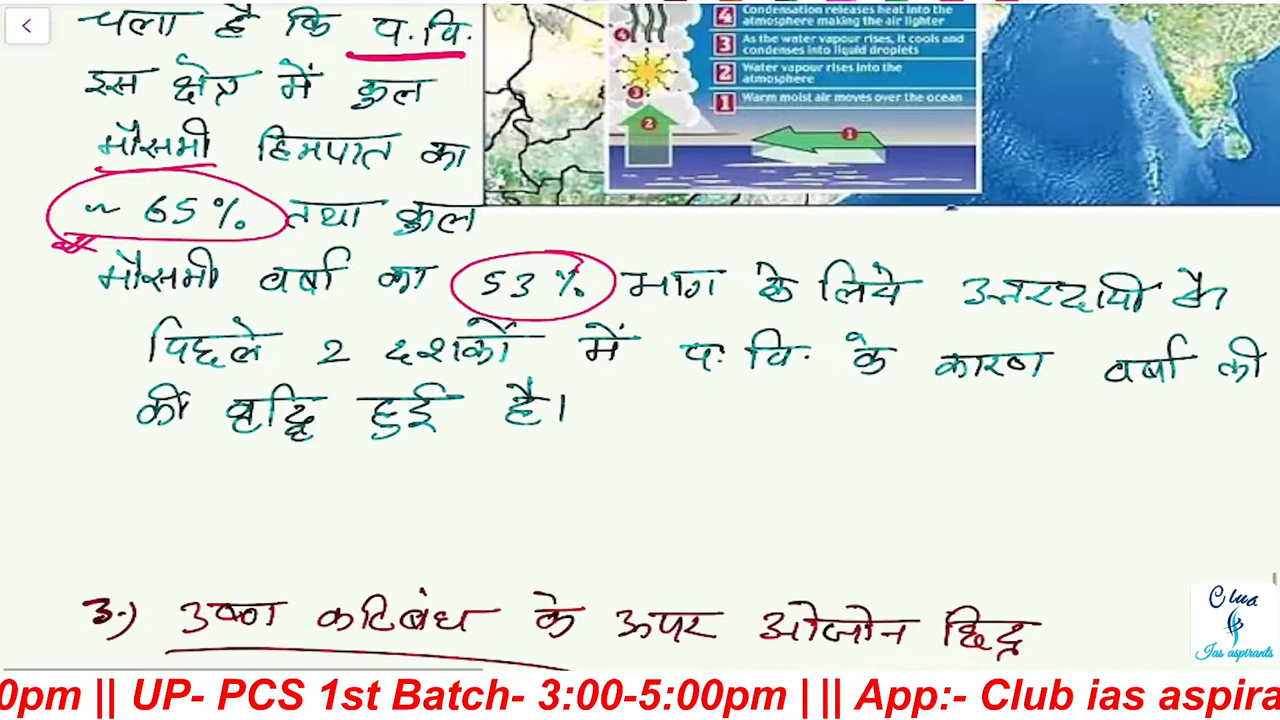 चला है कि प. वि.
इस क्षेत्र में कुल
मौसमी हिमपात का
~ 65% तथा कुल
मौसमी वर्षा का 53% भाग के लिये उत्तरदायी है
पिछले 2 दशकों में प. वि. के कारण वर्षा की
की वृद्धि हुई है।
3.) उष्ण कटिबंध के ऊपर ओजोन छिद्र
4 Condensation releases heat into the
atmosphere making the air lighter
3 As the water vapour rises, it cools and
condenses into liquid droplets
2 Water vapour rises into the
atmosphere
1 Warm moist air moves over the ocean
4
3
2
1
Club
Ias aspirants
0pm || UP- PCS 1st Batch- 3:00-5:00pm | || App:- Club ias aspira